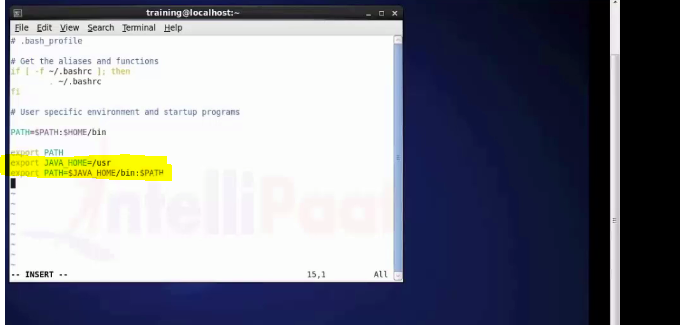 training@localhost:~
File Edit View Search Terminal Help
# .bash_profile
# Get the aliases and functions
if [ -f ~/.bashrc ]; then
. ~/.bashrc
fi
# User specific environment and startup programs
PATH=$PATH:$HOME/bin
export PATH
export JAVA_HOME=/usr
export PATH=$JAVA_HOME/bin:$PATH
~
~
~
~
~
~
~
~
IntelliPaat
-- INSERT -- 15,1 All